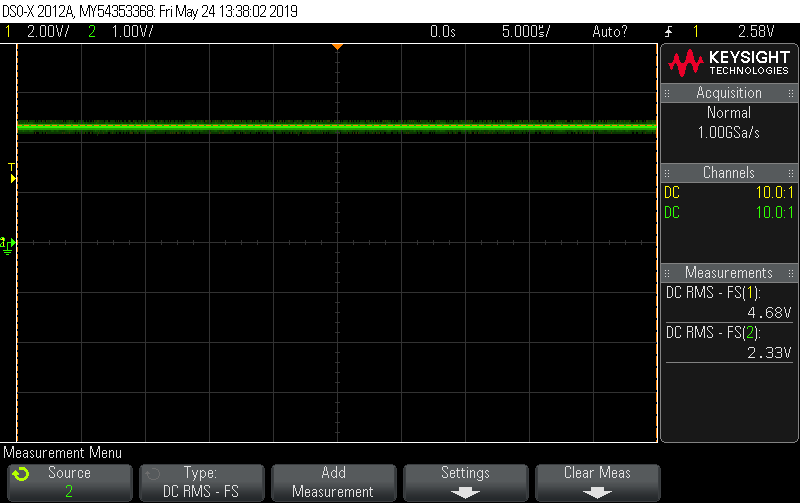 DSO-X 2012A, MY54353368: Fri May 24 13:38:02 2019
1 2.00V/ 2 1.00V/ 0.0s 5.000s/ Auto? 1 2.58V
KEYSIGHT
TECHNOLOGIES
Acquisition
Normal
1.00GSa/s
Channels
DC 10.0:1
DC 10.0:1
Measurements
DC RMS - FS(1):
4.68V
DC RMS - FS(2):
2.33V
T
2
Measurement Menu
Source
2
Type:
DC RMS - FS
Add
Measurement
Settings
Clear Meas